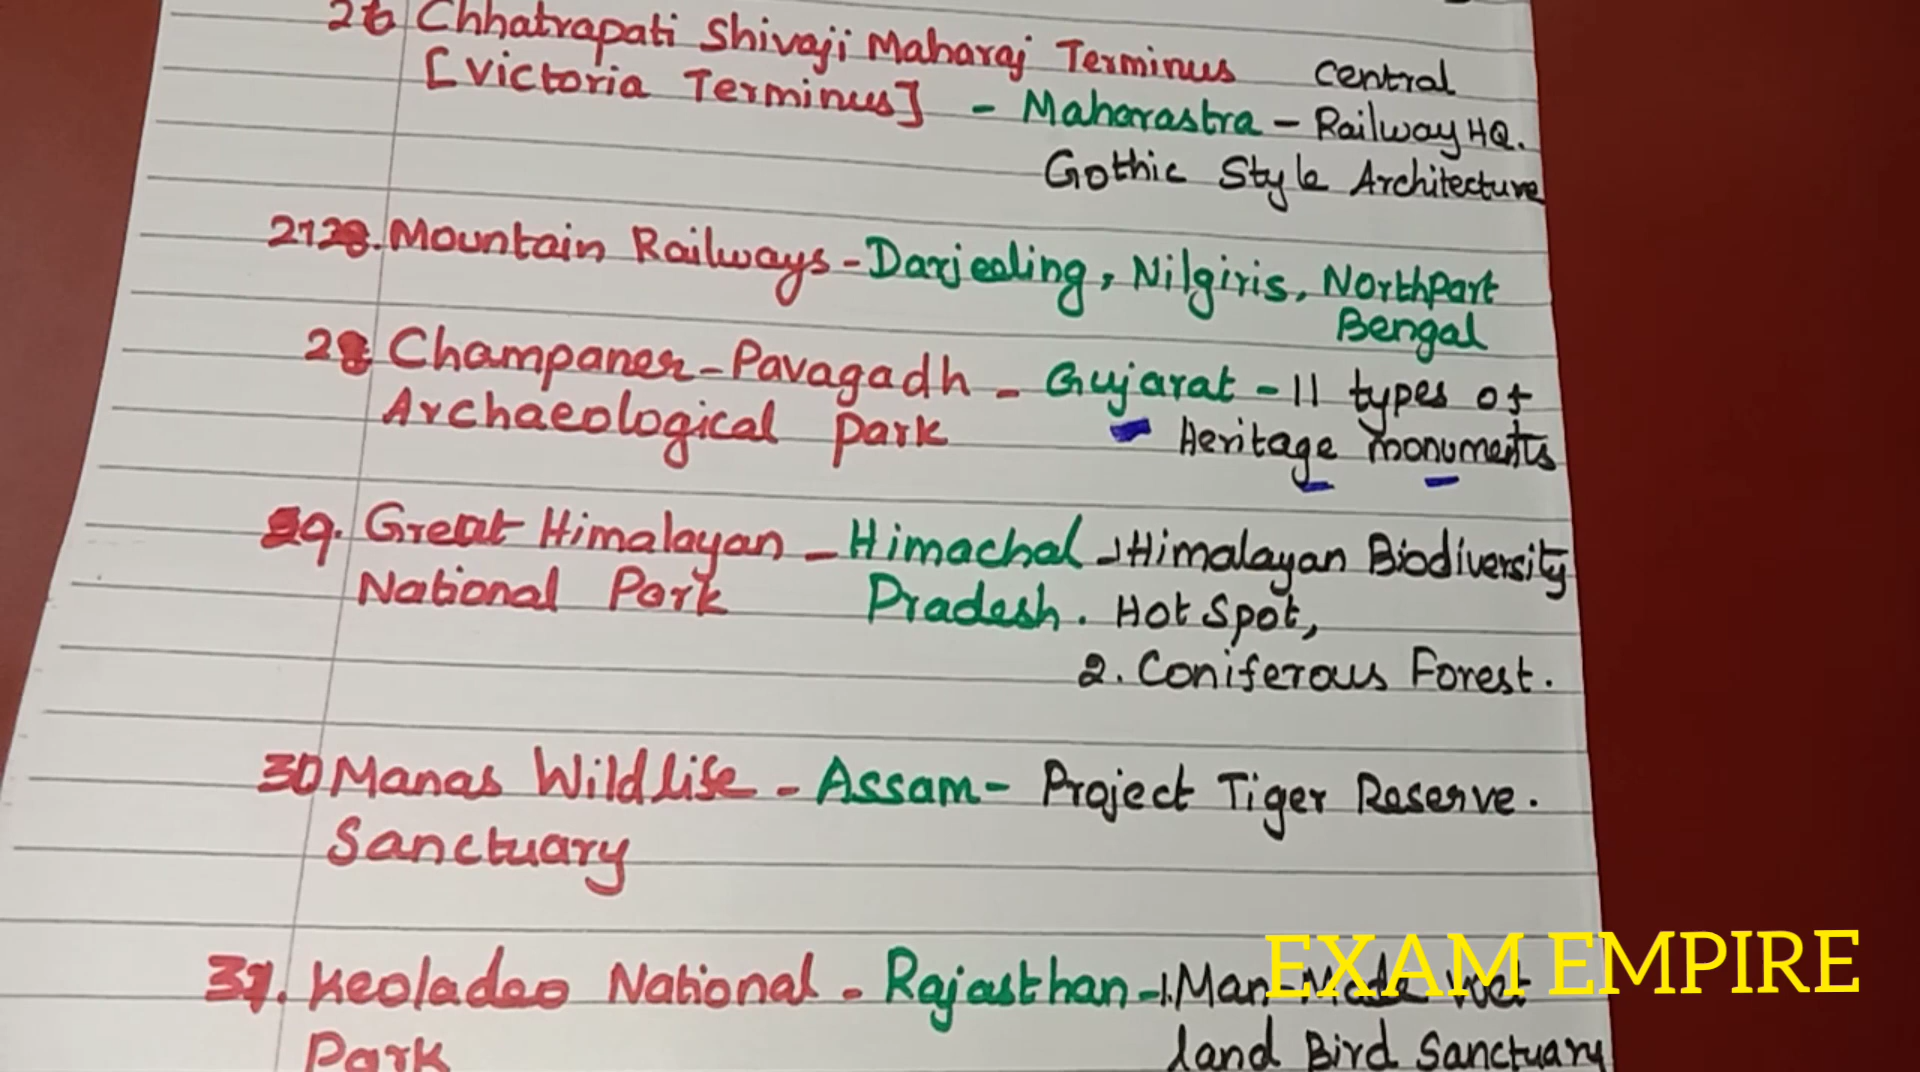 26 Chhatrapati Shivaji Maharaj Terminus Central
[Victoria Terminus] - Maharastra - Railway HQ.
Gothic Style Architecture
27. Mountain Railways - Darjeeling, Nilgiris, Northpart
Bengal
28 Champaner - Pavagadh - Gujarat - 11 types of
Archaeological park Heritage monuments
29. Great Himalayan - Himachal 1 Himalayan Biodiversity
National Park Pradesh. Hot Spot,
2. Coniferous Forest.
30 Manas Wildlife - Assam - Project Tiger Reserve.
Sanctuary
31. Keoladeo National - Rajasthan - 1. Man Made Wet
Park land Bird Sanctuary
EXAM EMPIRE